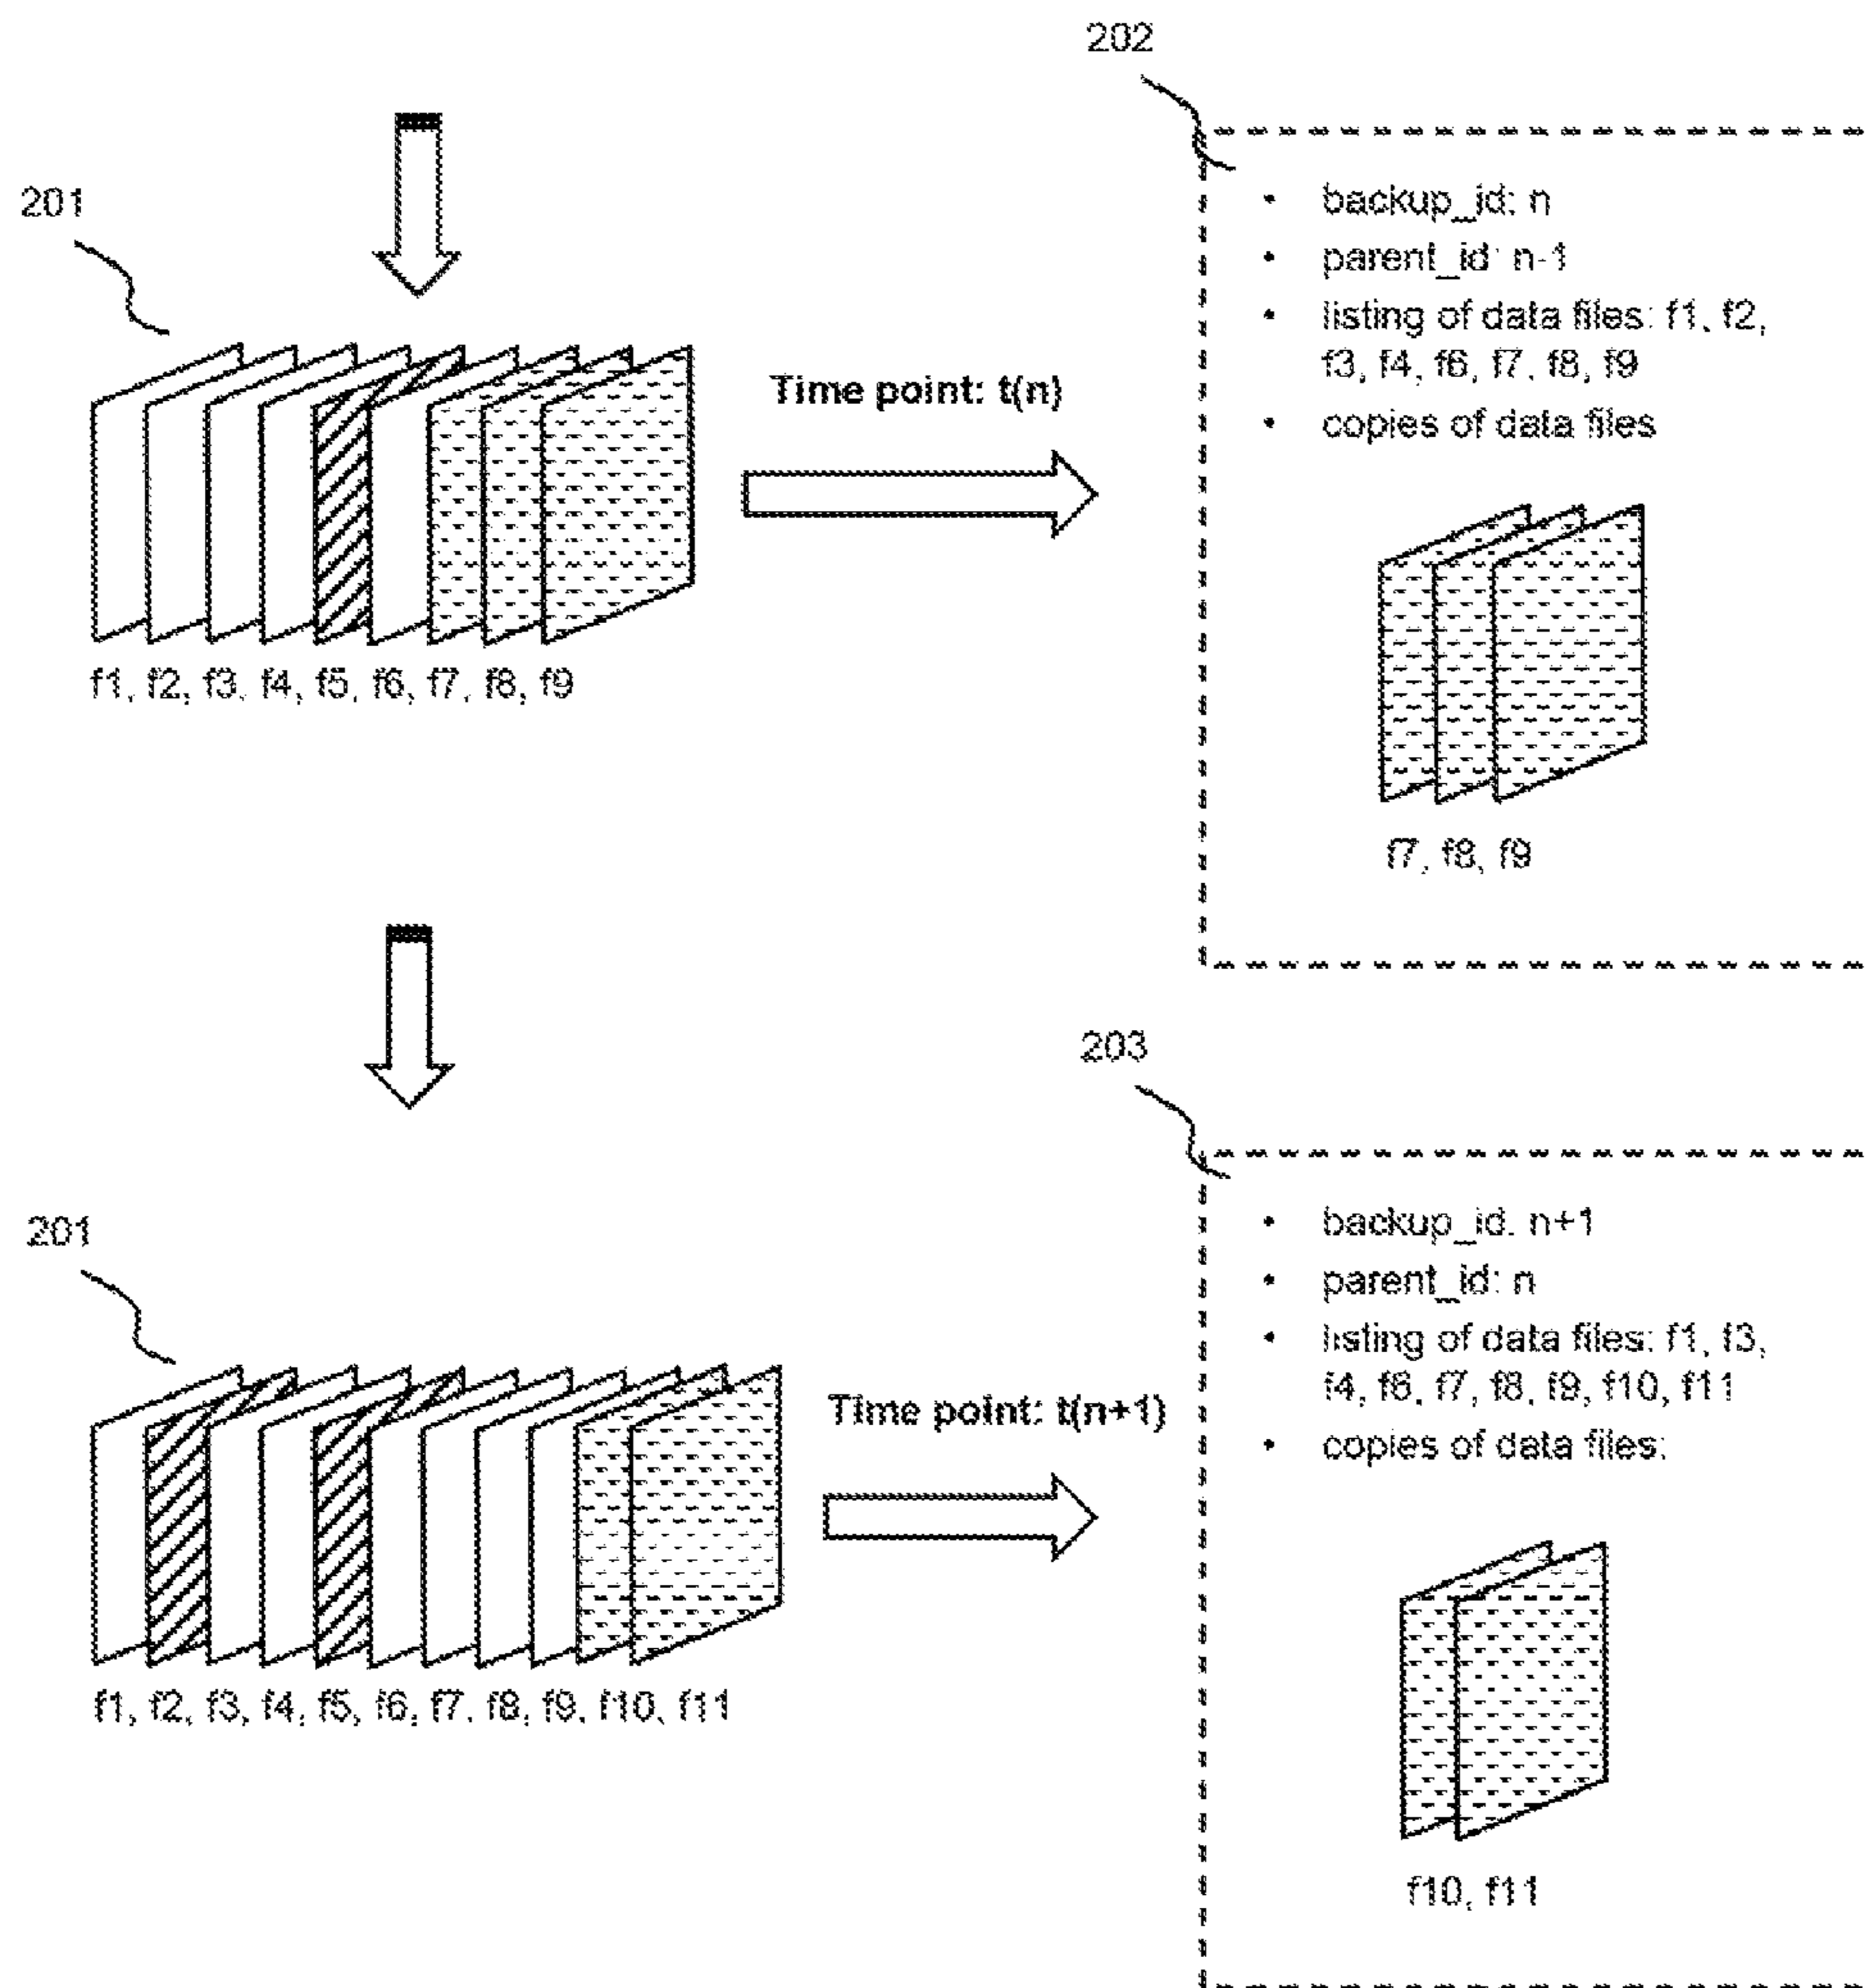 202
201
• backup_id: n
• parent_id: n-1
• listing of data files: f1, f2,
f3, f4, f6, f7, f8, f9
• copies of data files
Time point: t(n)
f1, f2, f3, f4, f5, f6, f7, f8, f9
f7, f8, f9
203
201
• backup_id: n+1
• parent_id: n
• listing of data files: f1, f3,
f4, f6, f7, f8, f9, f10, f11
• copies of data files:
Time point: t(n+1)
f1, f2, f3, f4, f5, f6, f7, f8, f9, f10, f11
f10, f11